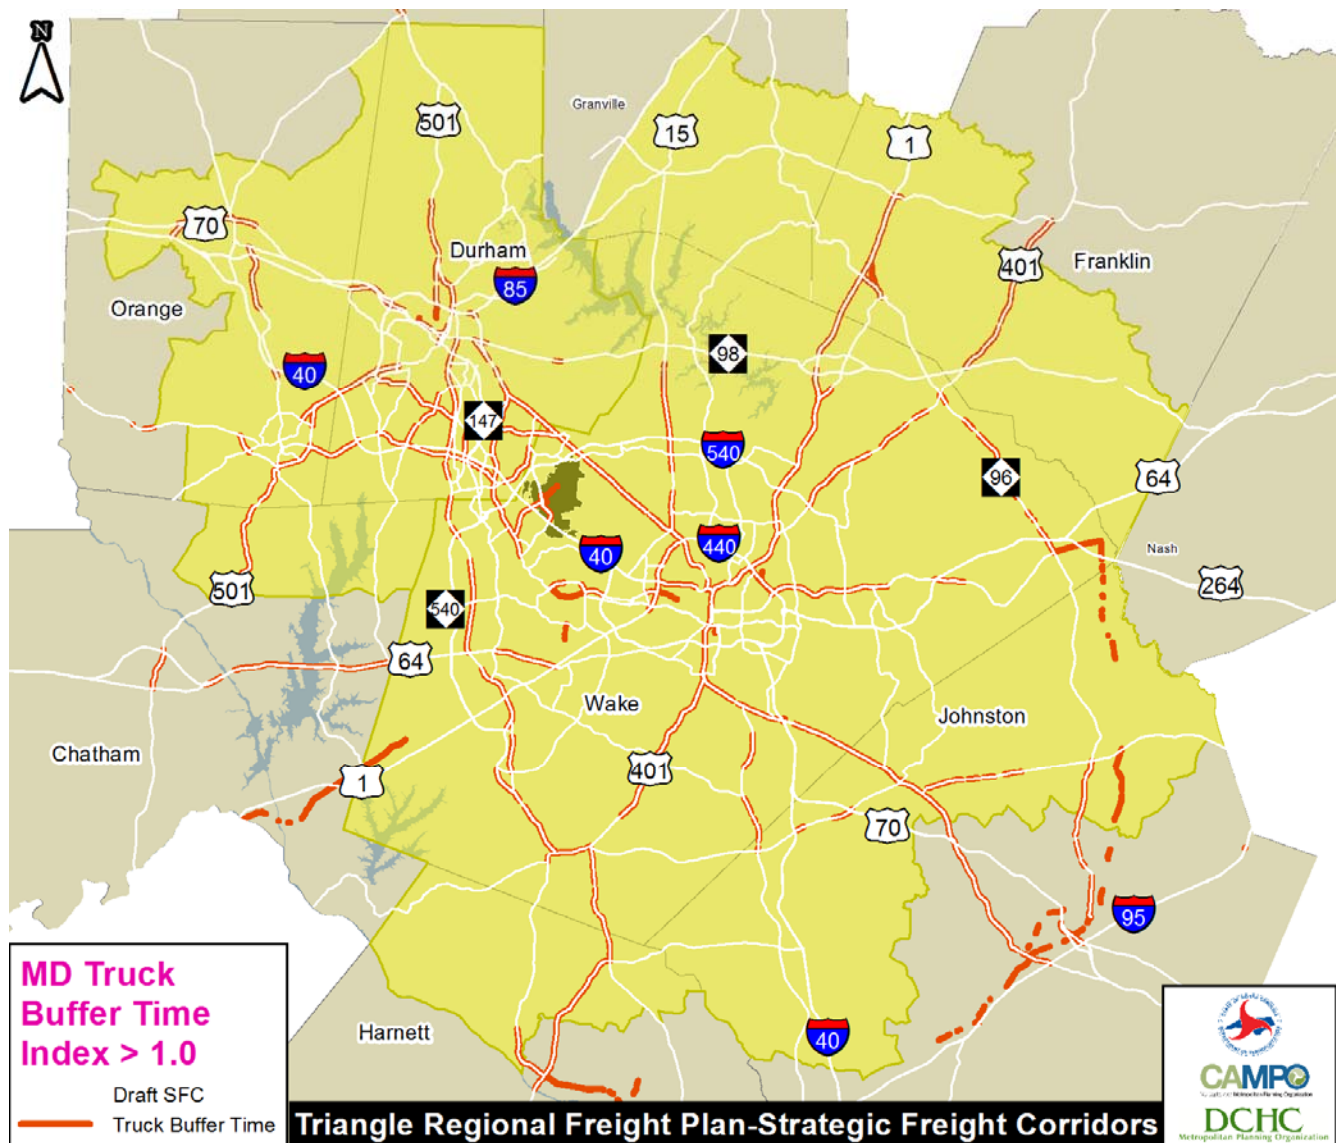 N
Granville
501
15
1
70
Durham
401
Franklin
85
Orange
98
40
147
540
64
96
Nash
40
440
264
501
540
64
Wake
Johnston
Chatham
1
401
70
95
MD Truck
Buffer Time
Index > 1.0
Harnett
40
Draft SFC
Truck Buffer Time
Triangle Regional Freight Plan-Strategic Freight Corridors
CAMPO
DCHC
Metropolitan Planning Organization